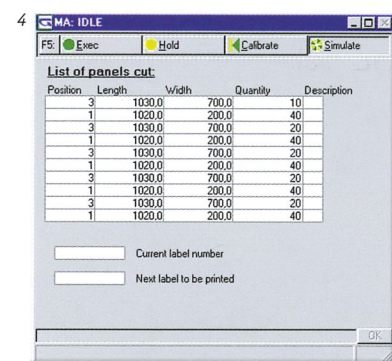 4
MA: IDLE
F5: Exec Hold Calibrate Simulate
List of panels cut:
Position Length Width Quantity Description
3 1030,0 700,0 10
1 1020,0 200,0 40
3 1030,0 700,0 20
1 1020,0 200,0 40
3 1030,0 700,0 20
1 1020,0 200,0 40
3 1030,0 700,0 20
1 1020,0 200,0 40
3 1030,0 700,0 20
1 1020,0 200,0 40
Current label number
Next label to be printed
OK